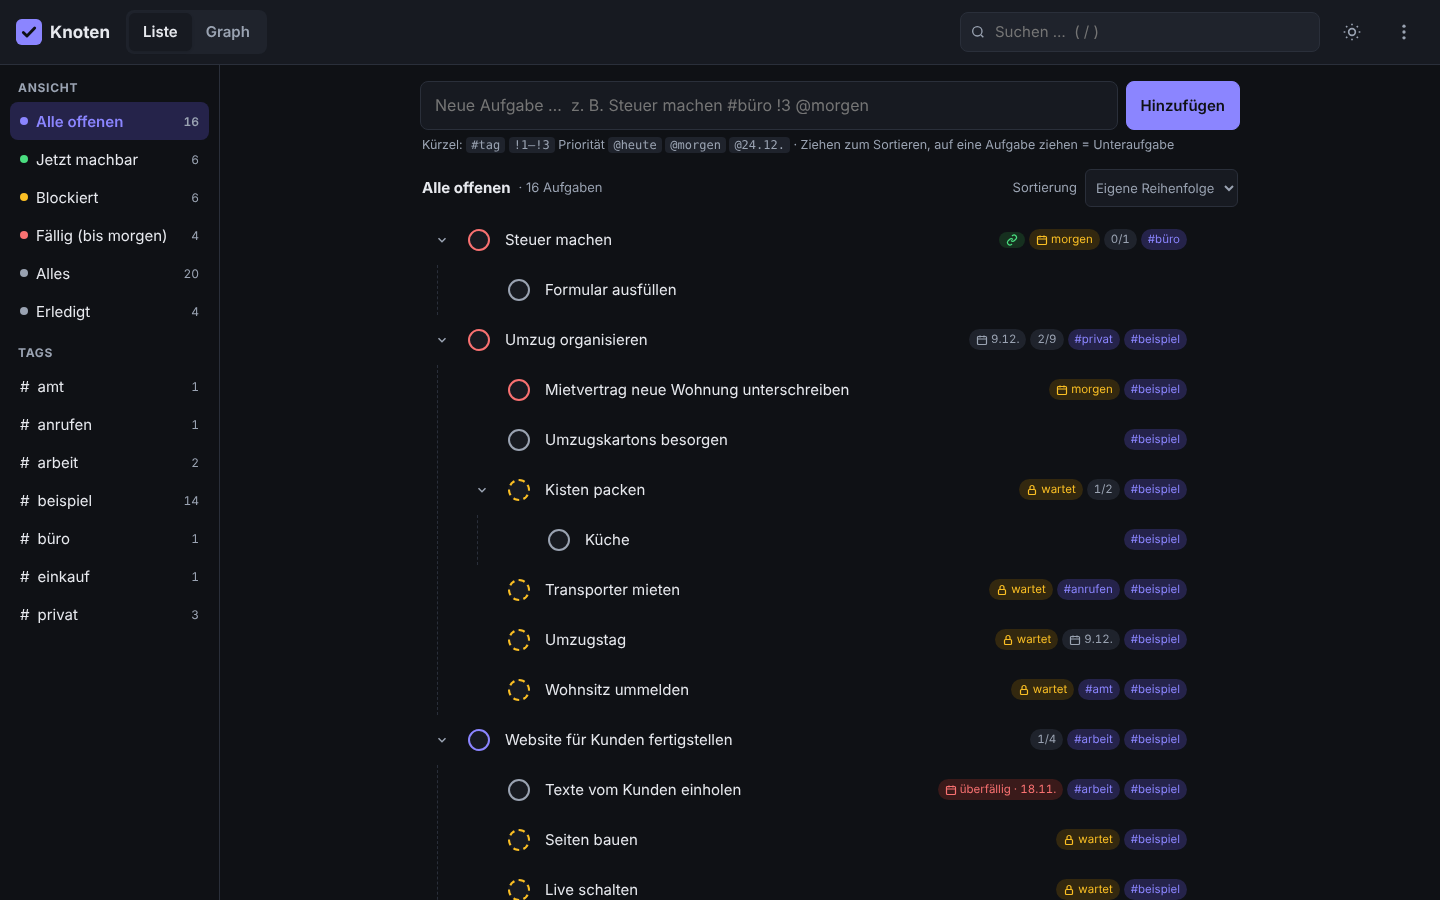 Knoten Liste Graph Suchen … ( / )
ANSICHT
Alle offenen 16
Jetzt machbar 6
Blockiert 6
Fällig (bis morgen) 4
Alles 20
Erledigt 4
TAGS
# amt 1
# anrufen 1
# arbeit 2
# beispiel 14
# büro 1
# einkauf 1
# privat 3
Neue Aufgabe … z. B. Steuer machen #büro !3 @morgen Hinzufügen
Kürzel: #tag !1–!3 Priorität @heute @morgen @24.12. · Ziehen zum Sortieren, auf eine Aufgabe ziehen = Unteraufgabe
Alle offenen · 16 Aufgaben Sortierung Eigene Reihenfolge
Steuer machen morgen 0/1 #büro
Formular ausfüllen
Umzug organisieren 9.12. 2/9 #privat #beispiel
Mietvertrag neue Wohnung unterschreiben morgen #beispiel
Umzugskartons besorgen #beispiel
Kisten packen wartet 1/2 #beispiel
Küche #beispiel
Transporter mieten wartet #anrufen #beispiel
Umzugstag wartet 9.12. #beispiel
Wohnsitz ummelden wartet #amt #beispiel
Website für Kunden fertigstellen 1/4 #arbeit #beispiel
Texte vom Kunden einholen überfällig · 18.11. #arbeit #beispiel
Seiten bauen wartet #beispiel
Live schalten wartet #beispiel